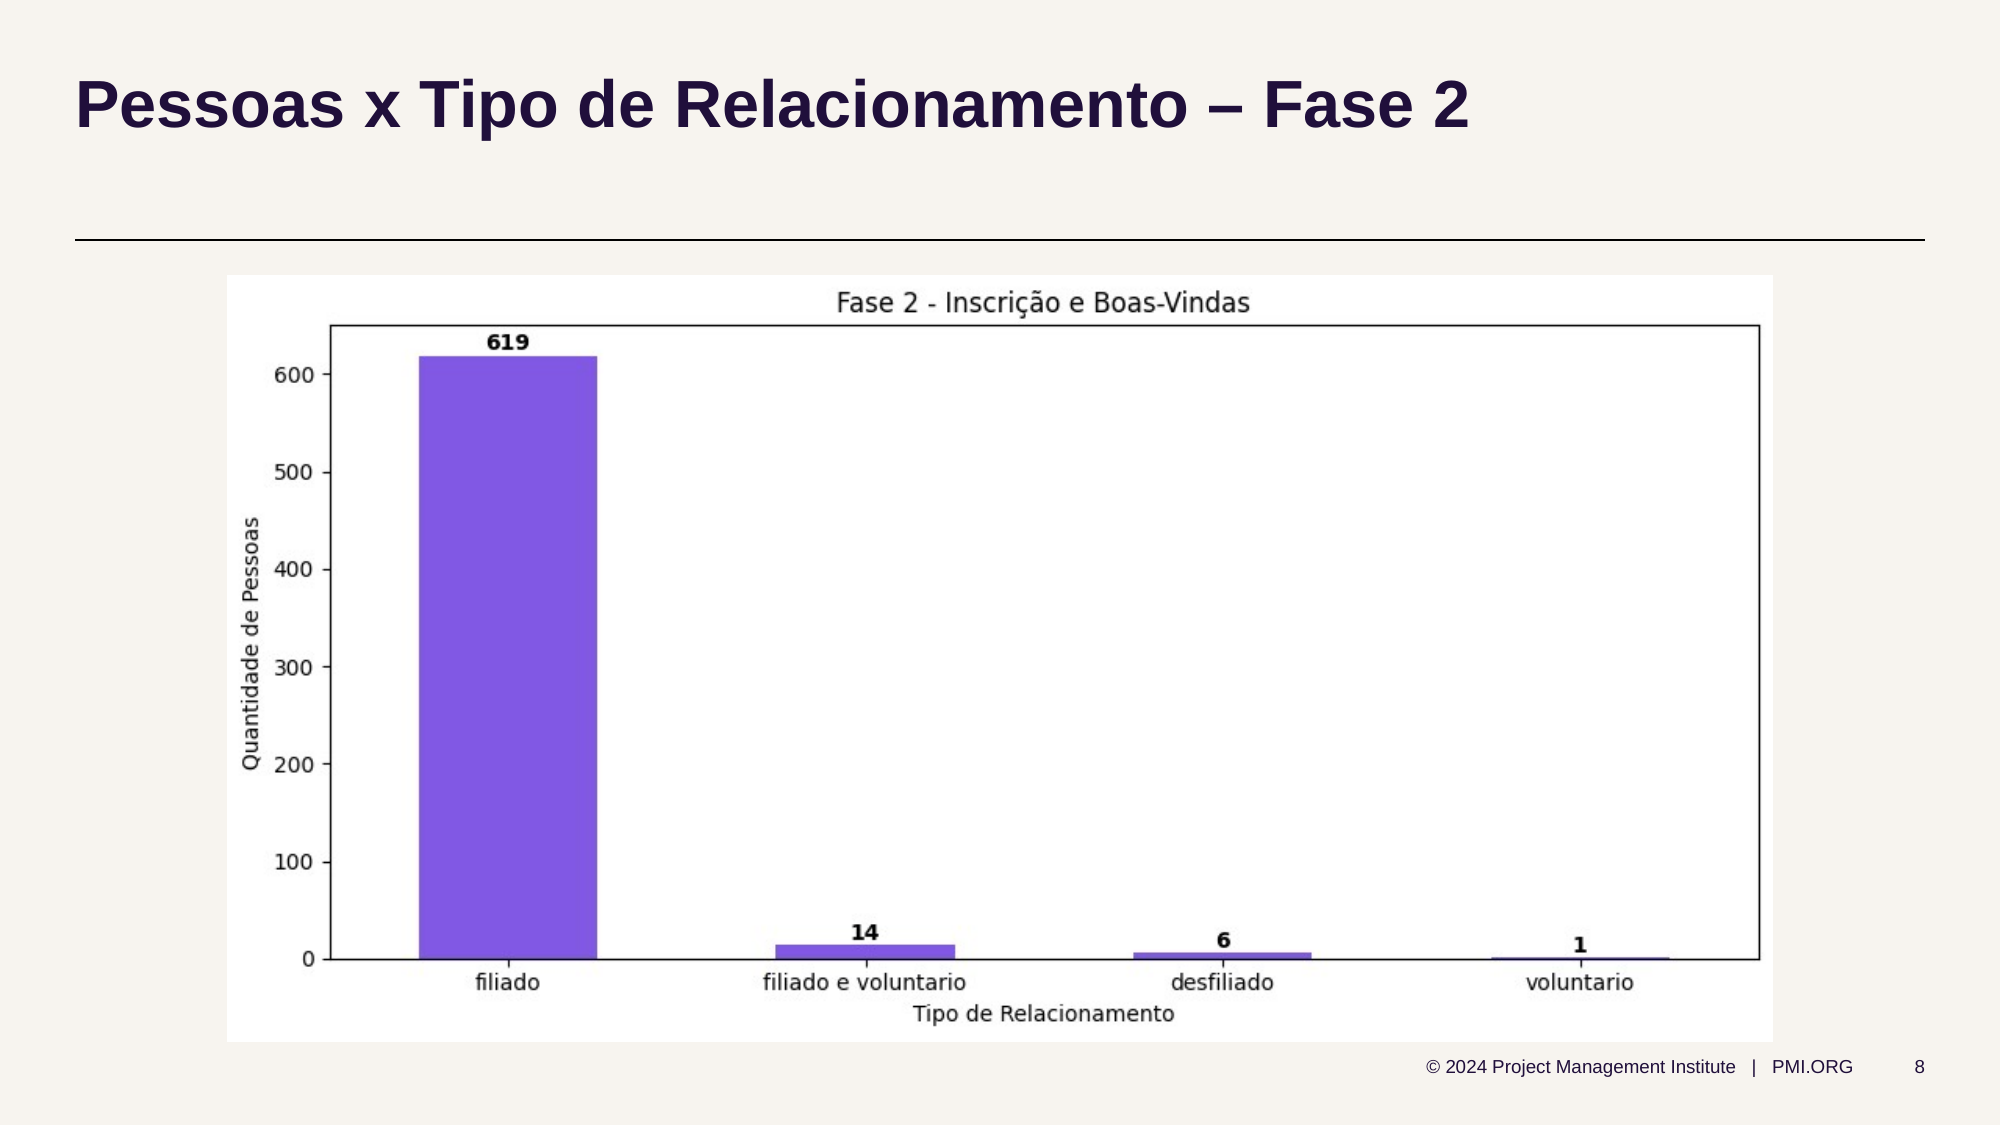 Pessoas x Tipo de Relacionamento – Fase 2
Fase 2 - Inscrição e Boas-Vindas
619
600
500
400
300
200
100
0
Quantidade de Pessoas
14
6
1
filiado
filiado e voluntario
desfiliado
voluntario
Tipo de Relacionamento
© 2024 Project Management Institute | PMI.ORG 8